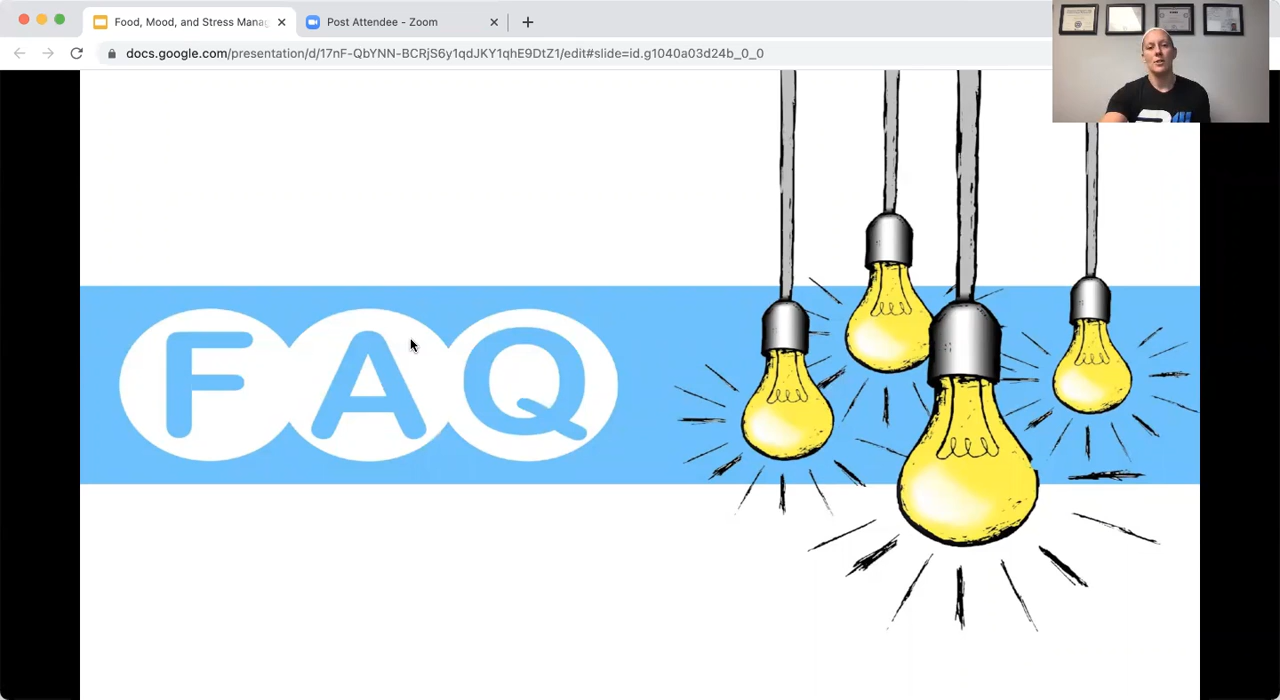 Food, Mood, and Stress Manag
Post Attendee - Zoom
docs.google.com/presentation/d/17nF-QbYNN-BCRjS6y1qdJKY1qhE9DtZ1/edit#slide=id.g1040a03d24b_0_0
FAQ